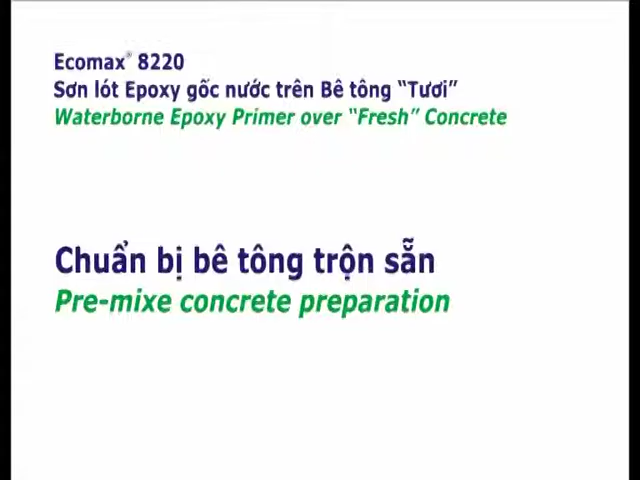 Ecomax® 8220
Sơn lót Epoxy gốc nước trên Bê tông “Tươi”
Waterborne Epoxy Primer over “Fresh” Concrete
Chuẩn bị bê tông trộn sẵn
Pre-mixe concrete preparation